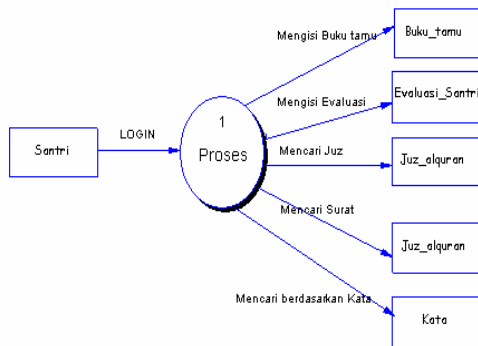 Buku_tamu
Mengisi Buku tamu
Evaluasi_Santri
Mengisi Evaluasi
LOGIN
Santri
1
Proses
Mencari Juz
Juz_alquran
Mencari Surat
Juz_alquran
Mencari berdasarkan Kata
Kata